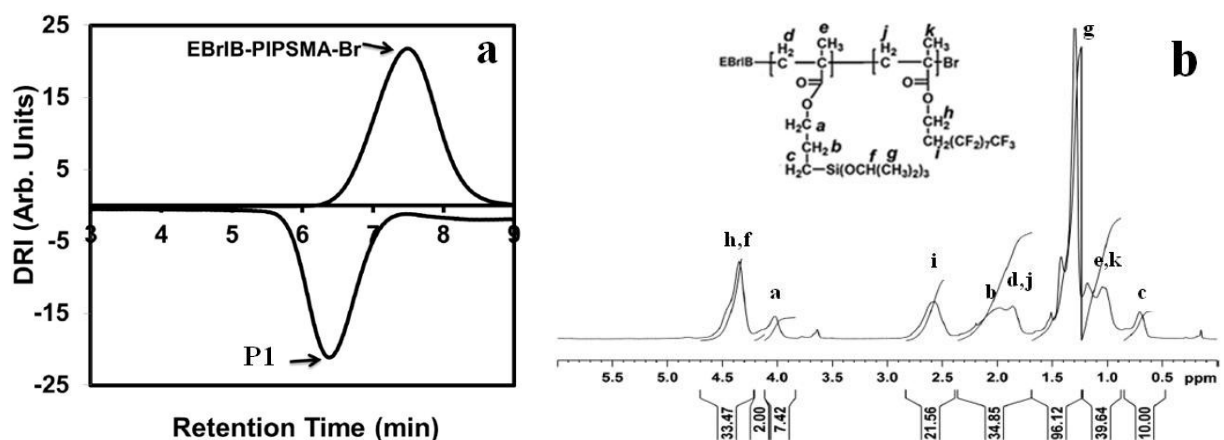 a
25
15
5
-5
-15
-25
DRI (Arb. Units)
EBrIB-PIPSMA-Br
3 4 5 6 7 8 9
P1
Retention Time (min)
b
d e j k
CH₂ CH₃ CH₂ CH₃
EBrIB C C Br
O O
O O
H₂C a CH₂ h
CH₂ b CH₂(CF₂)₇CF₃
c f g i
H₂C—Si(OCH(CH₃)₂)₃
g
h,f
a
i
b
d,j
e,k
c
5.5 5.0 4.5 4.0 3.5 3.0 2.5 2.0 1.5 1.0 0.5 ppm
33.47 2.00 7.42 21.56 34.85 96.12 39.64 10.00